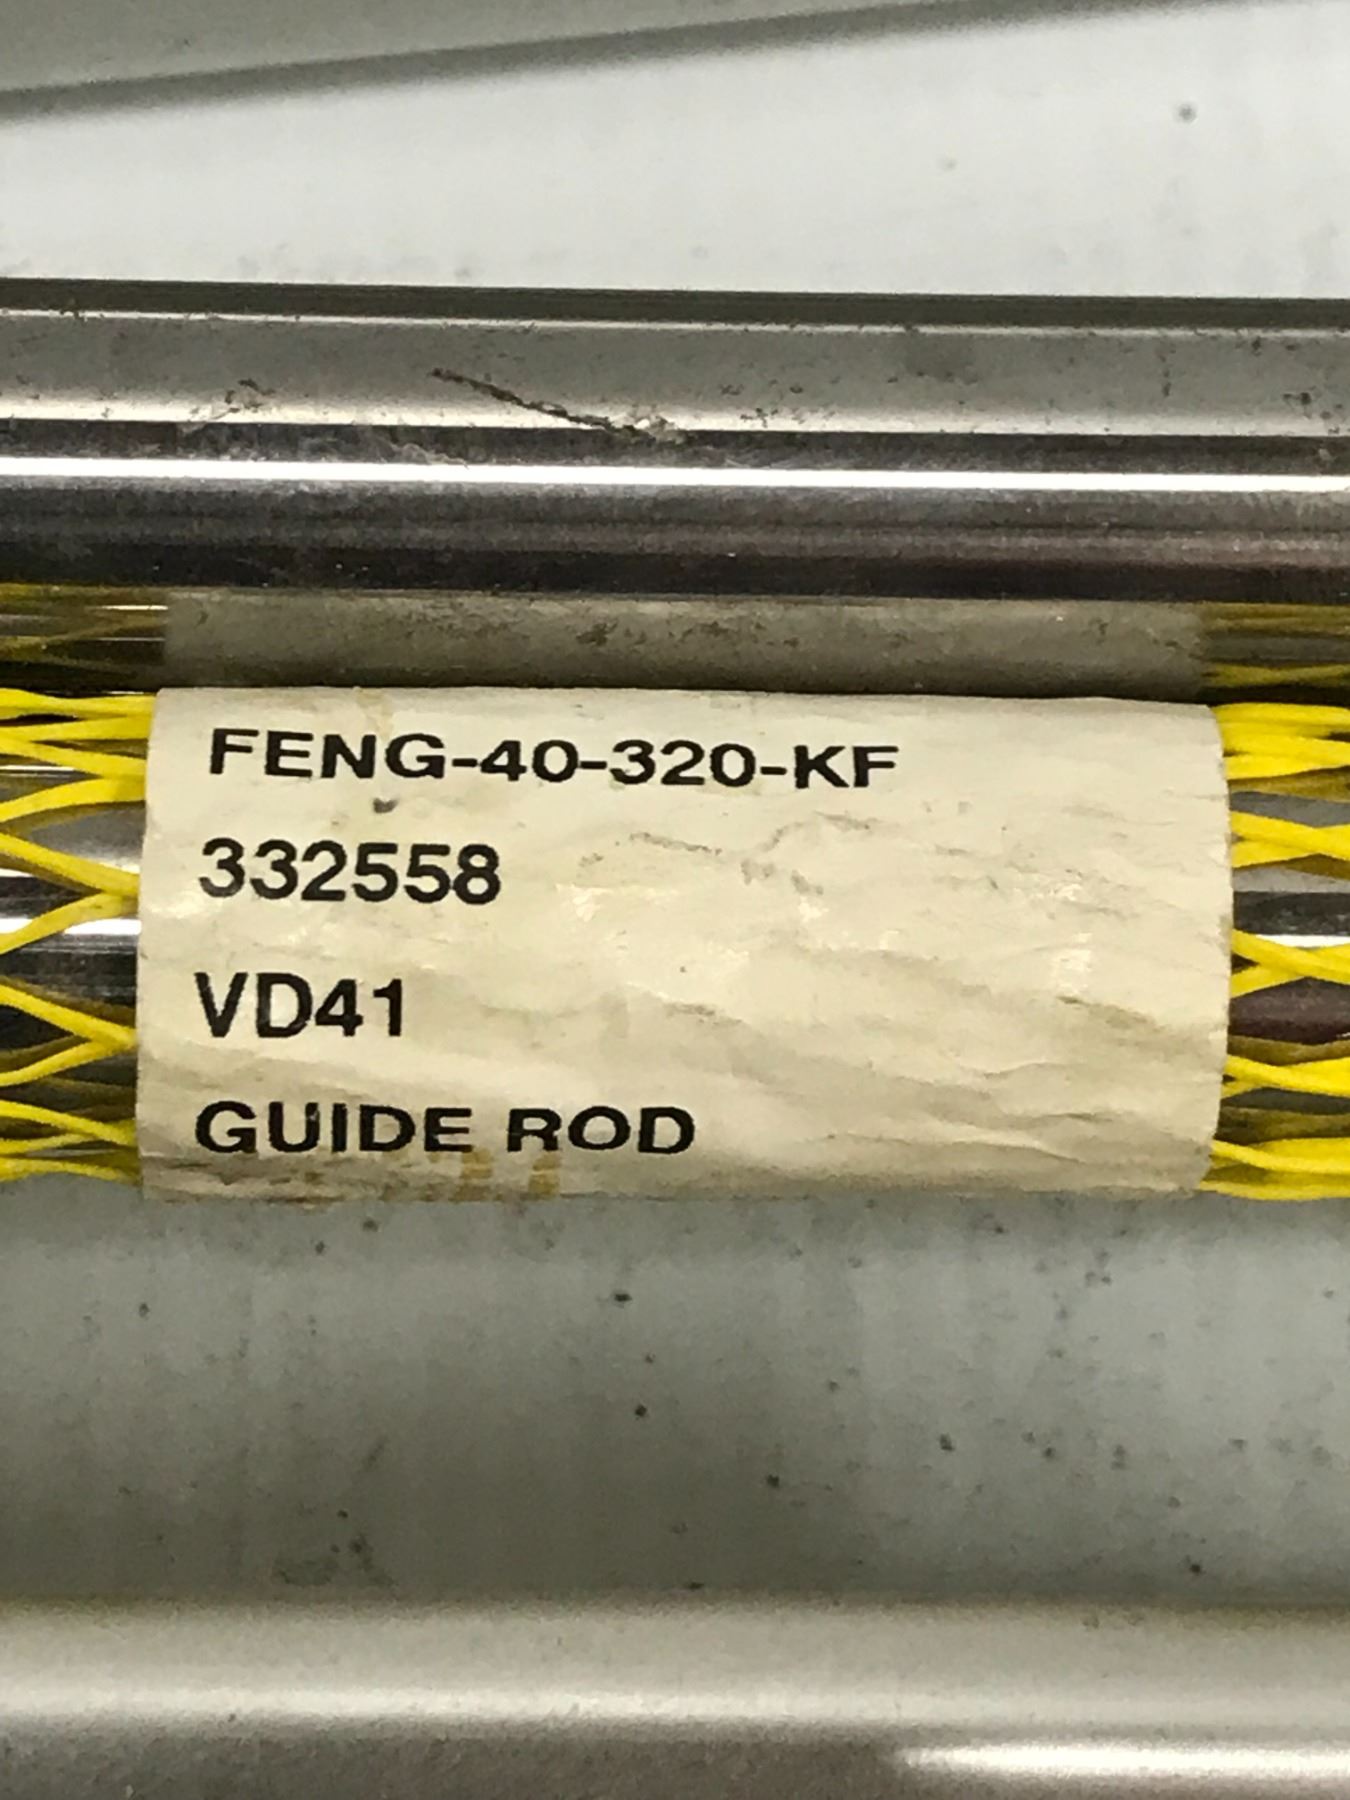 FENG-40-320-KF
332558
VD41
GUIDE ROD